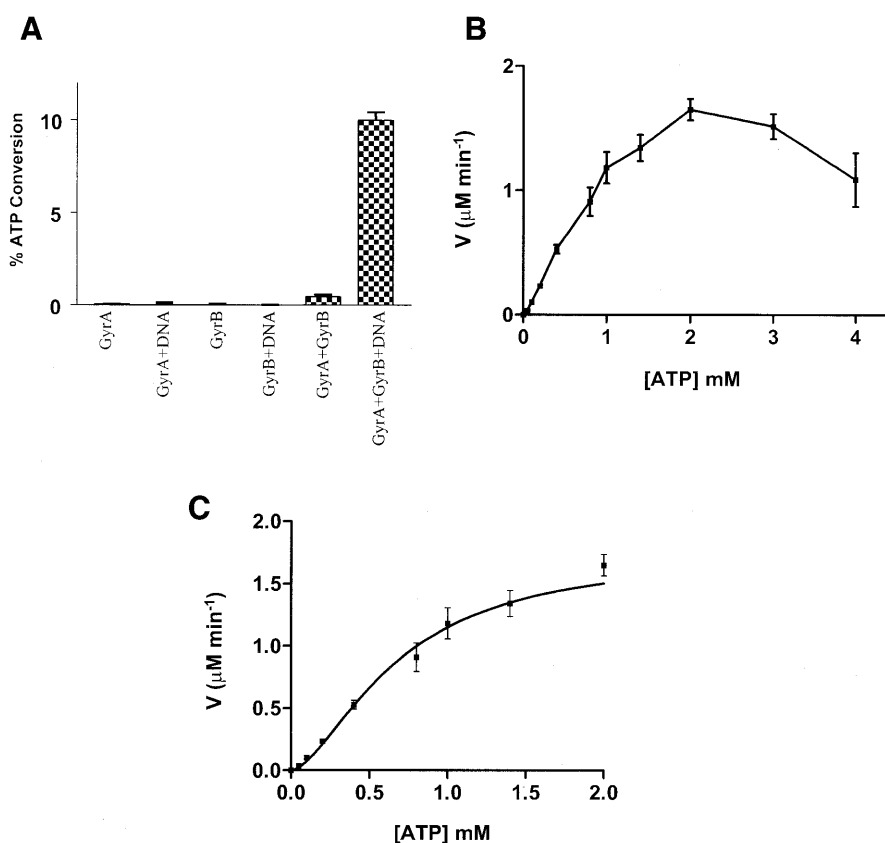 A
% ATP Conversion
10
5
0
GyrA
GyrA+DNA
GyrB
GyrB+DNA
GyrA+GyrB
GyrA+GyrB+DNA
B
V (μM min⁻¹)
2
1
0
0 1 2 3 4
[ATP] mM
C
V (μM min⁻¹)
2.0
1.5
1.0
0.5
0.0
0.0 0.5 1.0 1.5 2.0
[ATP] mM